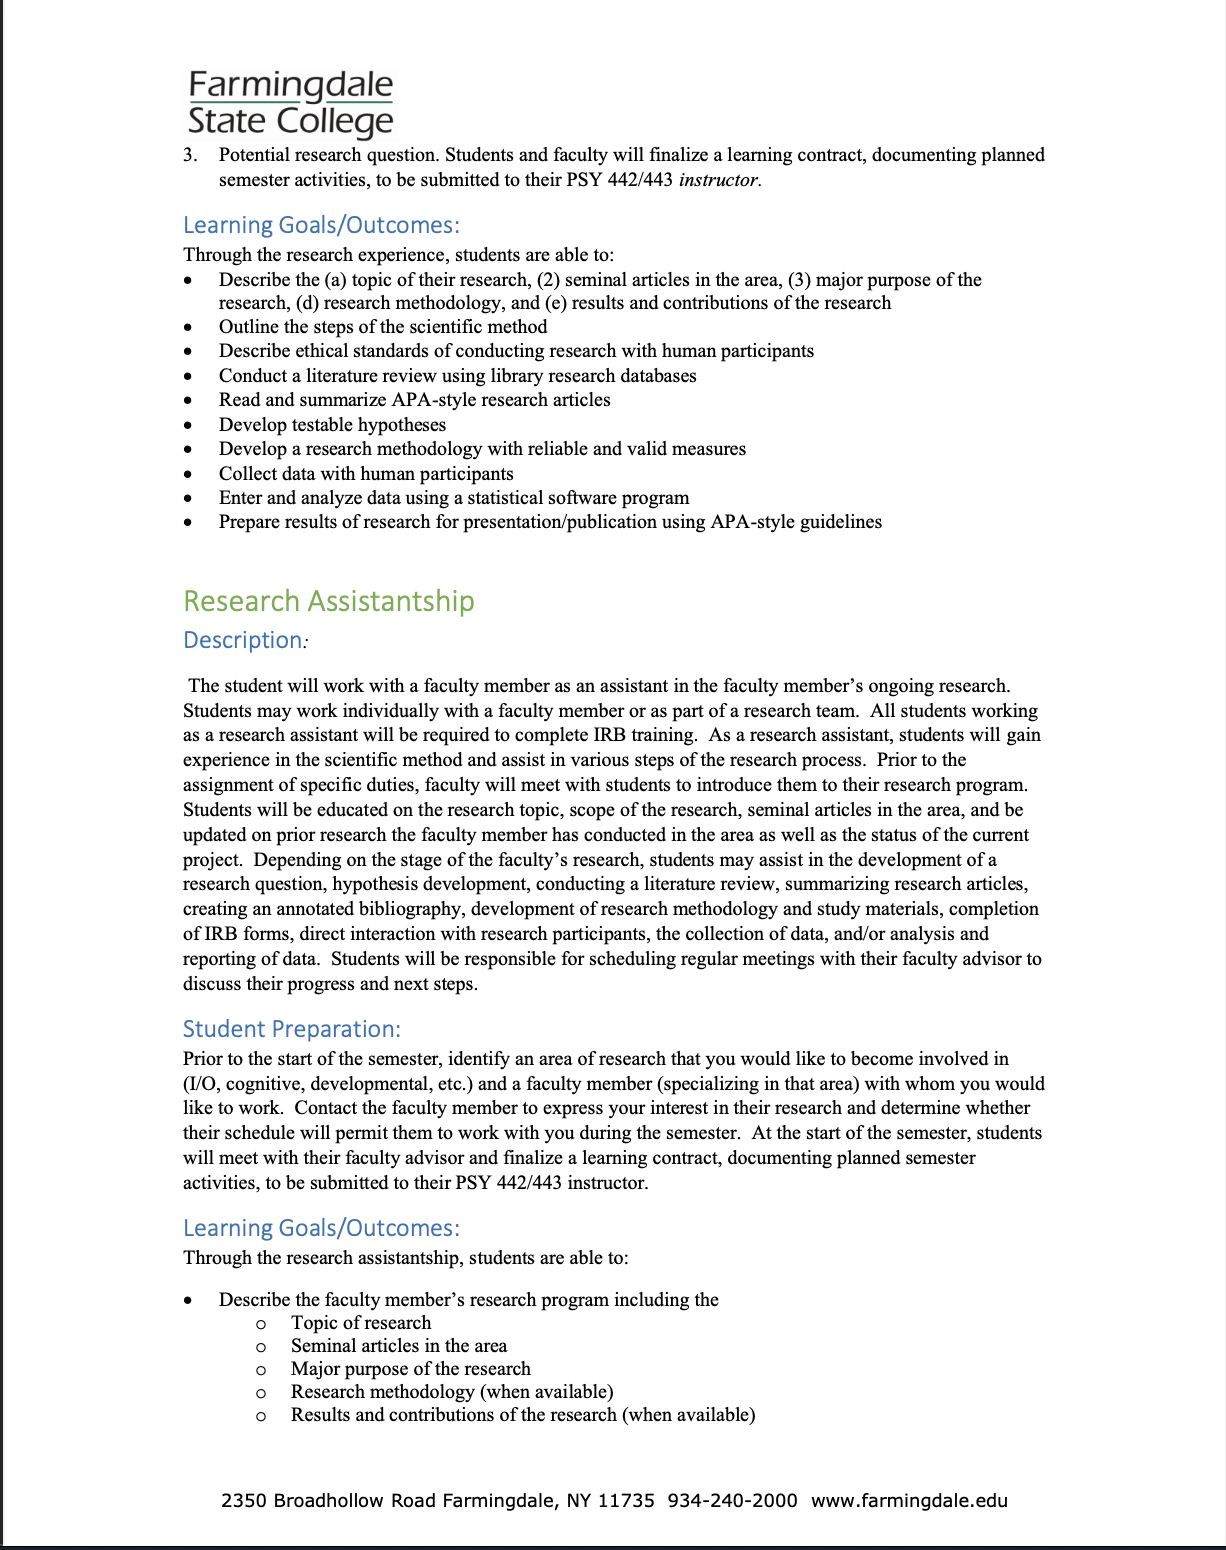 Farmingdale
State College
3. Potential research question. Students and faculty will finalize a learning contract, documenting planned
semester activities, to be submitted to their PSY 442/443 instructor.
Learning Goals/Outcomes:
Through the research experience, students are able to:
• Describe the (a) topic of their research, (2) seminal articles in the area, (3) major purpose of the
research, (d) research methodology, and (e) results and contributions of the research
• Outline the steps of the scientific method
• Describe ethical standards of conducting research with human participants
• Conduct a literature review using library research databases
• Read and summarize APA-style research articles
• Develop testable hypotheses
• Develop a research methodology with reliable and valid measures
• Collect data with human participants
• Enter and analyze data using a statistical software program
• Prepare results of research for presentation/publication using APA-style guidelines
Research Assistantship
Description:
The student will work with a faculty member as an assistant in the faculty member’s ongoing research.
Students may work individually with a faculty member or as part of a research team.  All students working
as a research assistant will be required to complete IRB training.  As a research assistant, students will gain
experience in the scientific method and assist in various steps of the research process.  Prior to the
assignment of specific duties, faculty will meet with students to introduce them to their research program.
Students will be educated on the research topic, scope of the research, seminal articles in the area, and be
updated on prior research the faculty member has conducted in the area as well as the status of the current
project.  Depending on the stage of the faculty’s research, students may assist in the development of a
research question, hypothesis development, conducting a literature review, summarizing research articles,
creating an annotated bibliography, development of research methodology and study materials, completion
of IRB forms, direct interaction with research participants, the collection of data, and/or analysis and
reporting of data.  Students will be responsible for scheduling regular meetings with their faculty advisor to
discuss their progress and next steps.
Student Preparation:
Prior to the start of the semester, identify an area of research that you would like to become involved in
(I/O, cognitive, developmental, etc.) and a faculty member (specializing in that area) with whom you would
like to work.  Contact the faculty member to express your interest in their research and determine whether
their schedule will permit them to work with you during the semester.  At the start of the semester, students
will meet with their faculty advisor and finalize a learning contract, documenting planned semester
activities, to be submitted to their PSY 442/443 instructor.
Learning Goals/Outcomes:
Through the research assistantship, students are able to:
• Describe the faculty member’s research program including the
o Topic of research
o Seminal articles in the area
o Major purpose of the research
o Research methodology (when available)
o Results and contributions of the research (when available)
2350 Broadhollow Road Farmingdale, NY 11735  934-240-2000  www.farmingdale.edu